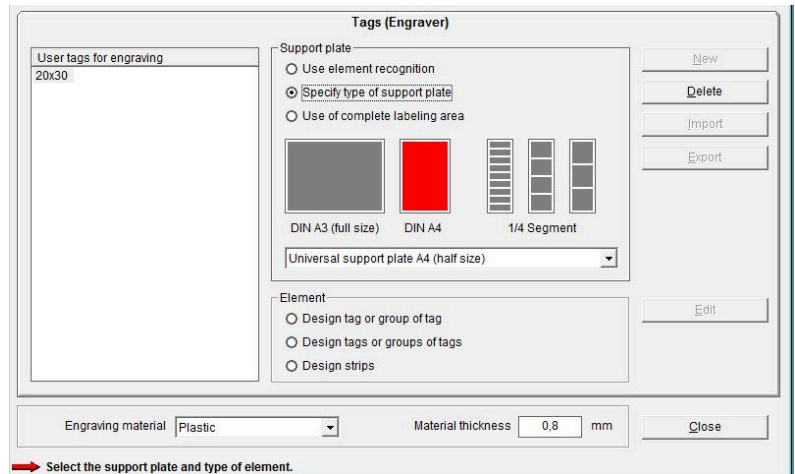 Tags (Engraver)
User tags for engraving
20x30
Support plate
Use element recognition
Specify type of support plate
Use of complete labeling area
DIN A3 (full size)
DIN A4
1/4 Segment
Universal support plate A4 (half size)
Element
Design tag or group of tag
Design tags or groups of tags
Design strips
New
Delete
Import
Export
Edit
Engraving material
Plastic
Material thickness
0,8
mm
Close
Select the support plate and type of element.